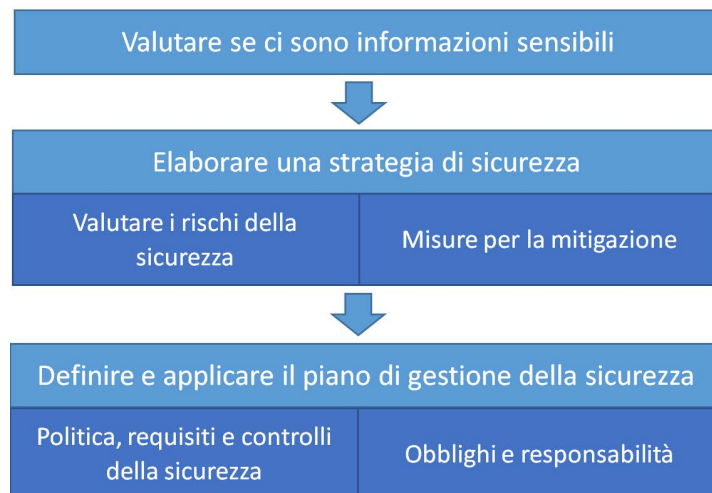 Valutare se ci sono informazioni sensibili
Elaborare una strategia di sicurezza
Valutare i rischi della
sicurezza
Misure per la mitigazione
Definire e applicare il piano di gestione della sicurezza
Politica, requisiti e controlli
della sicurezza
Obblighi e responsabilità